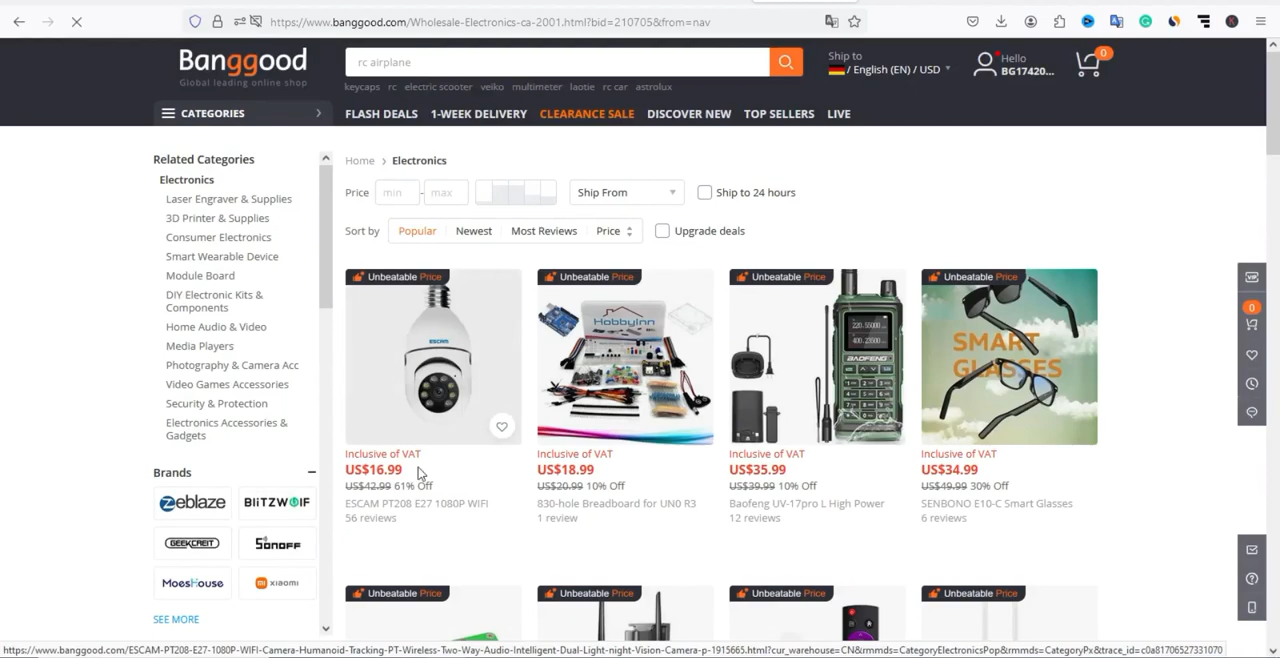 https://www.banggood.com/Wholesale-Electronics-ca-2001.html?bid=210705&from=nav
Banggood
Global leading online shop
rc airplane
Ship to
/ English (EN) / USD
Hello
BG17420...
0
keycaps rc electric scooter veiko multimeter laotie rc car astrolux
CATEGORIES
FLASH DEALS 1-WEEK DELIVERY CLEARANCE SALE DISCOVER NEW TOP SELLERS LIVE
Related Categories
Electronics
Laser Engraver & Supplies
3D Printer & Supplies
Consumer Electronics
Smart Wearable Device
Module Board
DIY Electronic Kits &
Components
Home Audio & Video
Media Players
Photography & Camera Acc
Video Games Accessories
Security & Protection
Electronics Accessories &
Gadgets
Brands
Zeblaze BLITZWOLF
GEEKCREIT SONOFF
MoesHouse xiaomi
SEE MORE
Home > Electronics
Price min - max Ship From Ship to 24 hours
Sort by Popular Newest Most Reviews Price Upgrade deals
Unbeatable Price
ESCAM
Inclusive of VAT
US$16.99
US$42.99 61% Off
ESCAM PT208 E27 1080P WIFI
56 reviews
Unbeatable Price
HobbyInn
Inclusive of VAT
US$18.99
US$20.99 10% Off
830-hole Breadboard for UN0 R3
1 review
Unbeatable Price
BAOFENG
Inclusive of VAT
US$35.99
US$39.99 10% Off
Baofeng UV-17pro L High Power
12 reviews
Unbeatable Price
SMART
GLASSES
Inclusive of VAT
US$34.99
US$49.99 30% Off
SENBONO E10-C Smart Glasses
6 reviews
Unbeatable Price
Unbeatable Price
Unbeatable Price
Unbeatable Price
VIP
0
https://www.banggood.com/ESCAM-PT208-E27-1080P-WIFI-Camera-Humanoid-Tracking-PT-Wireless-Two-Way-Audio-Intelligent-Dual-Light-night-Vision-Camera-p-1915665.html?cur_warehouse=CN&rmmds=CategoryElectronicsPop&rmmds=CategoryPx&trace_id=c0a81706527331070